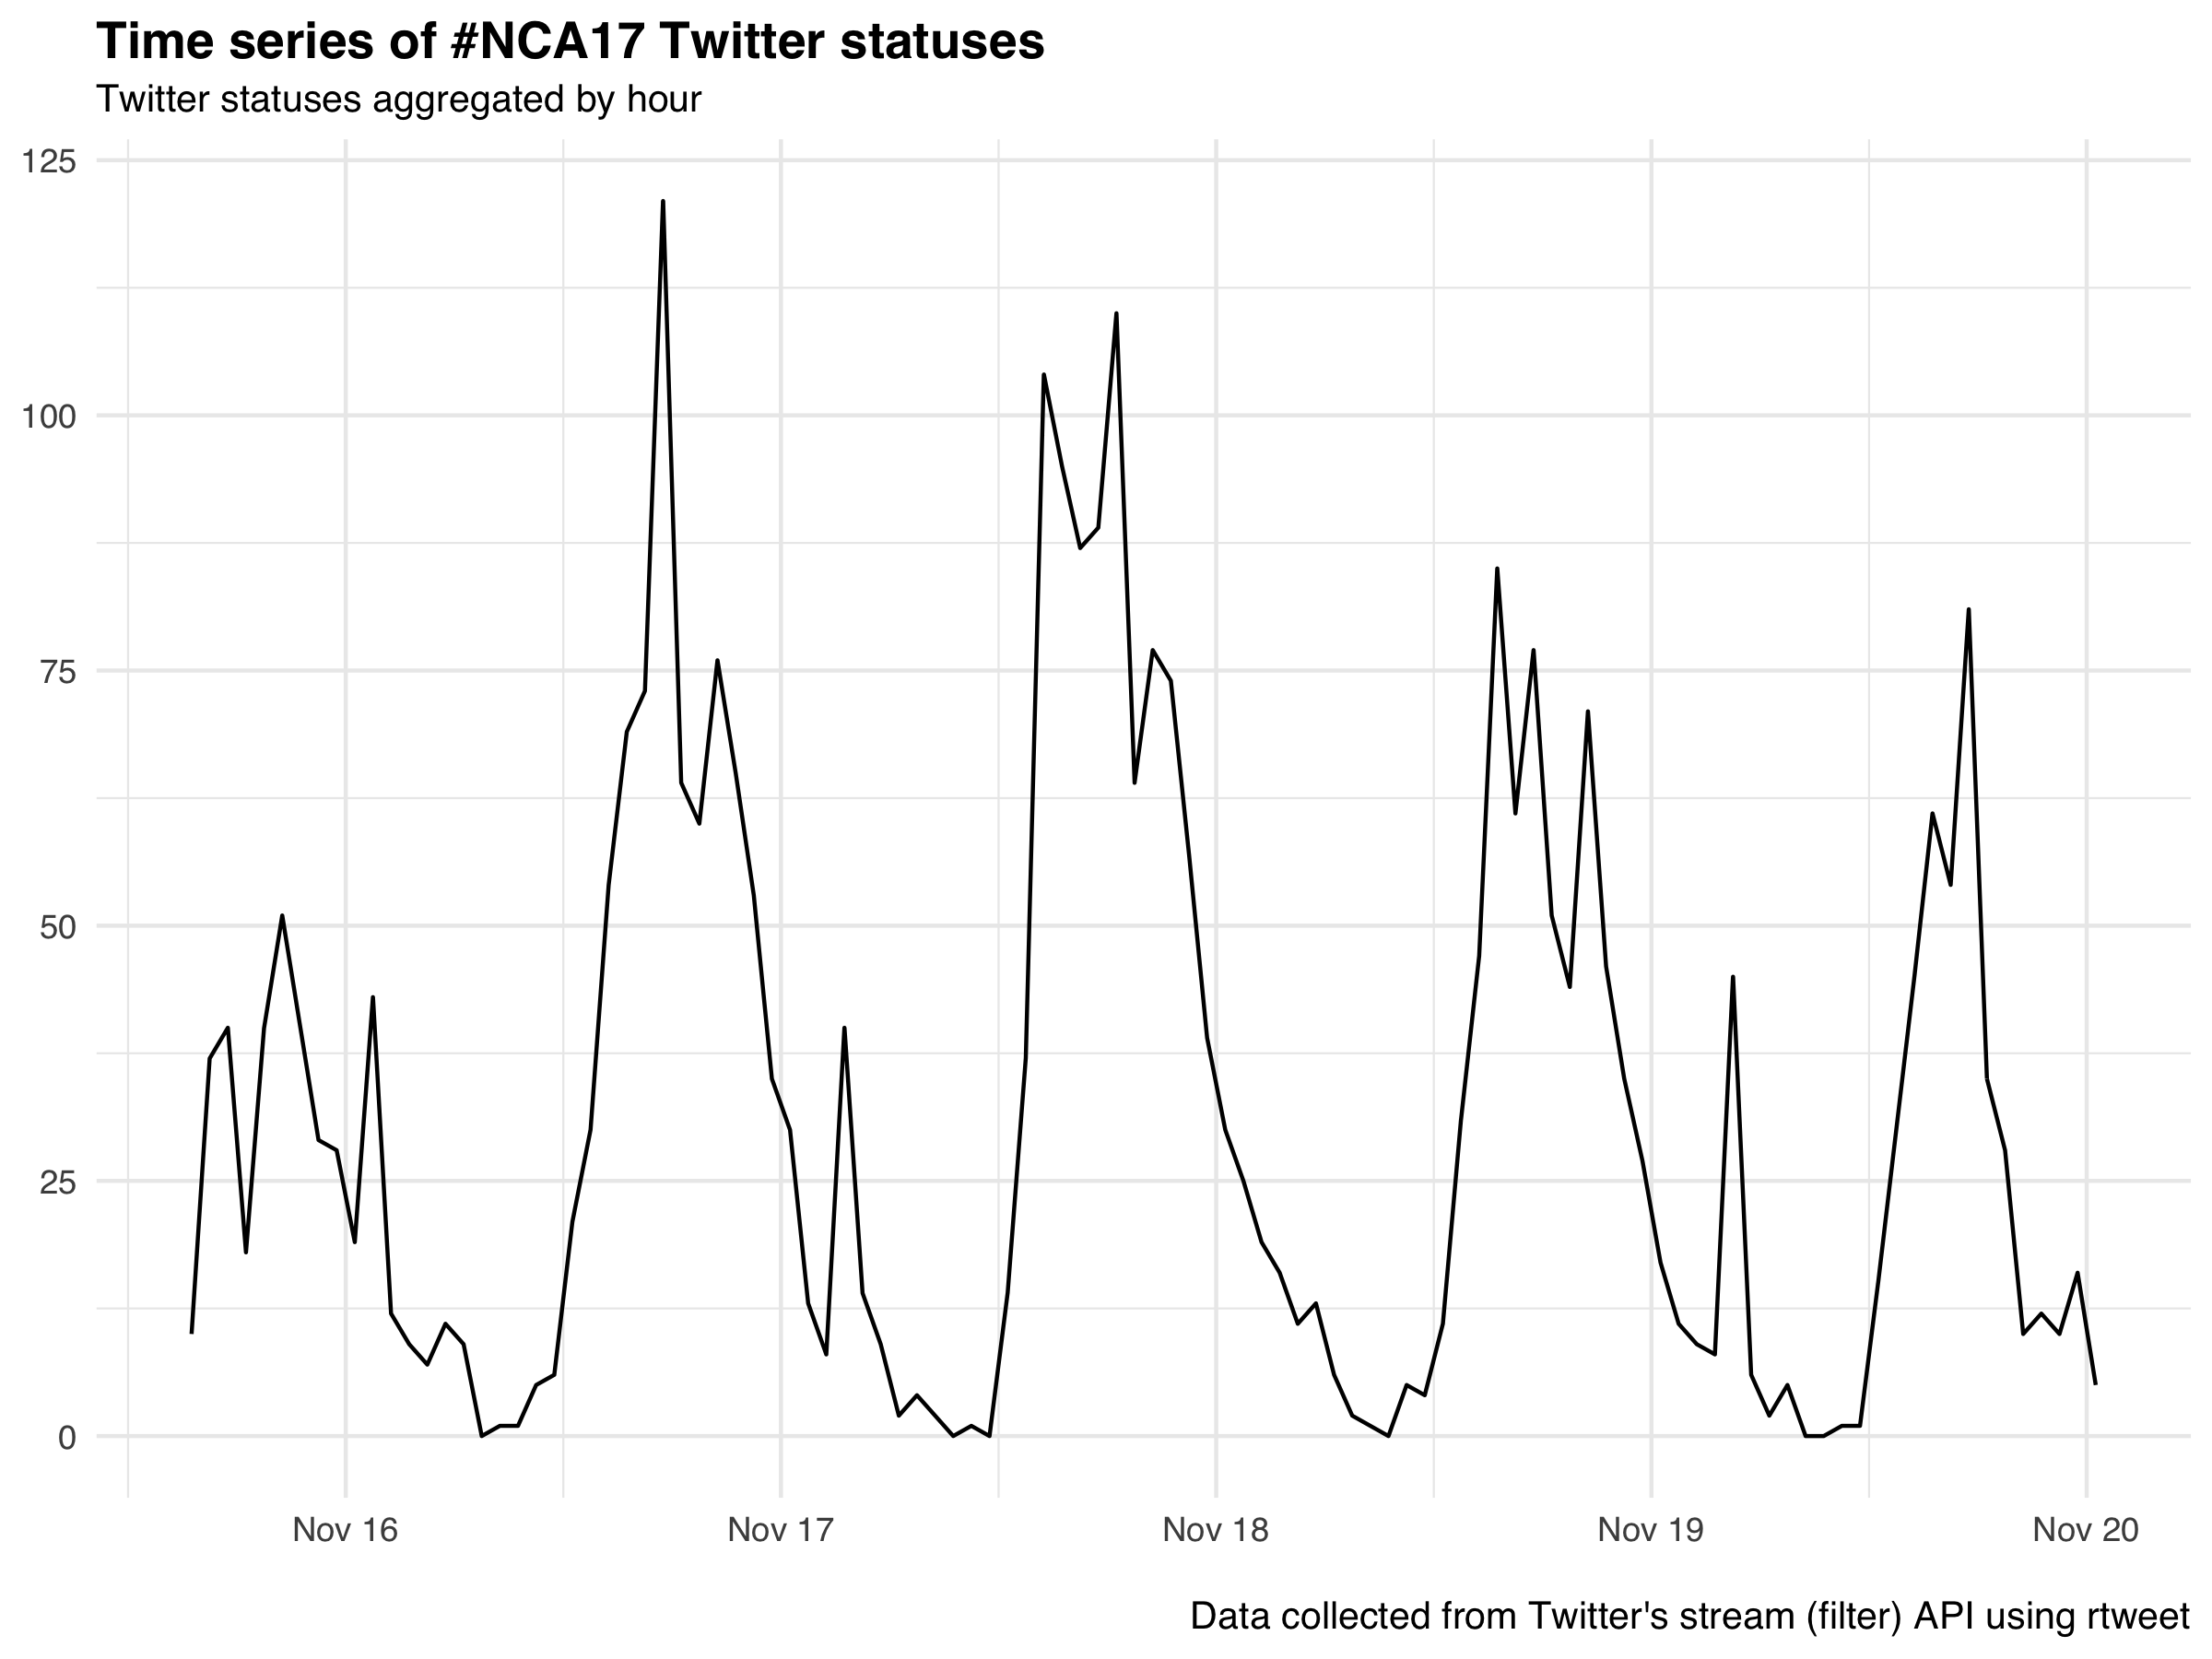 Time series of #NCA17 Twitter statuses
Twitter statuses aggregated by hour
125
100
75
50
25
0
Nov 16 Nov 17 Nov 18 Nov 19 Nov 20
Data collected from Twitter's stream (filter) API using rtweet